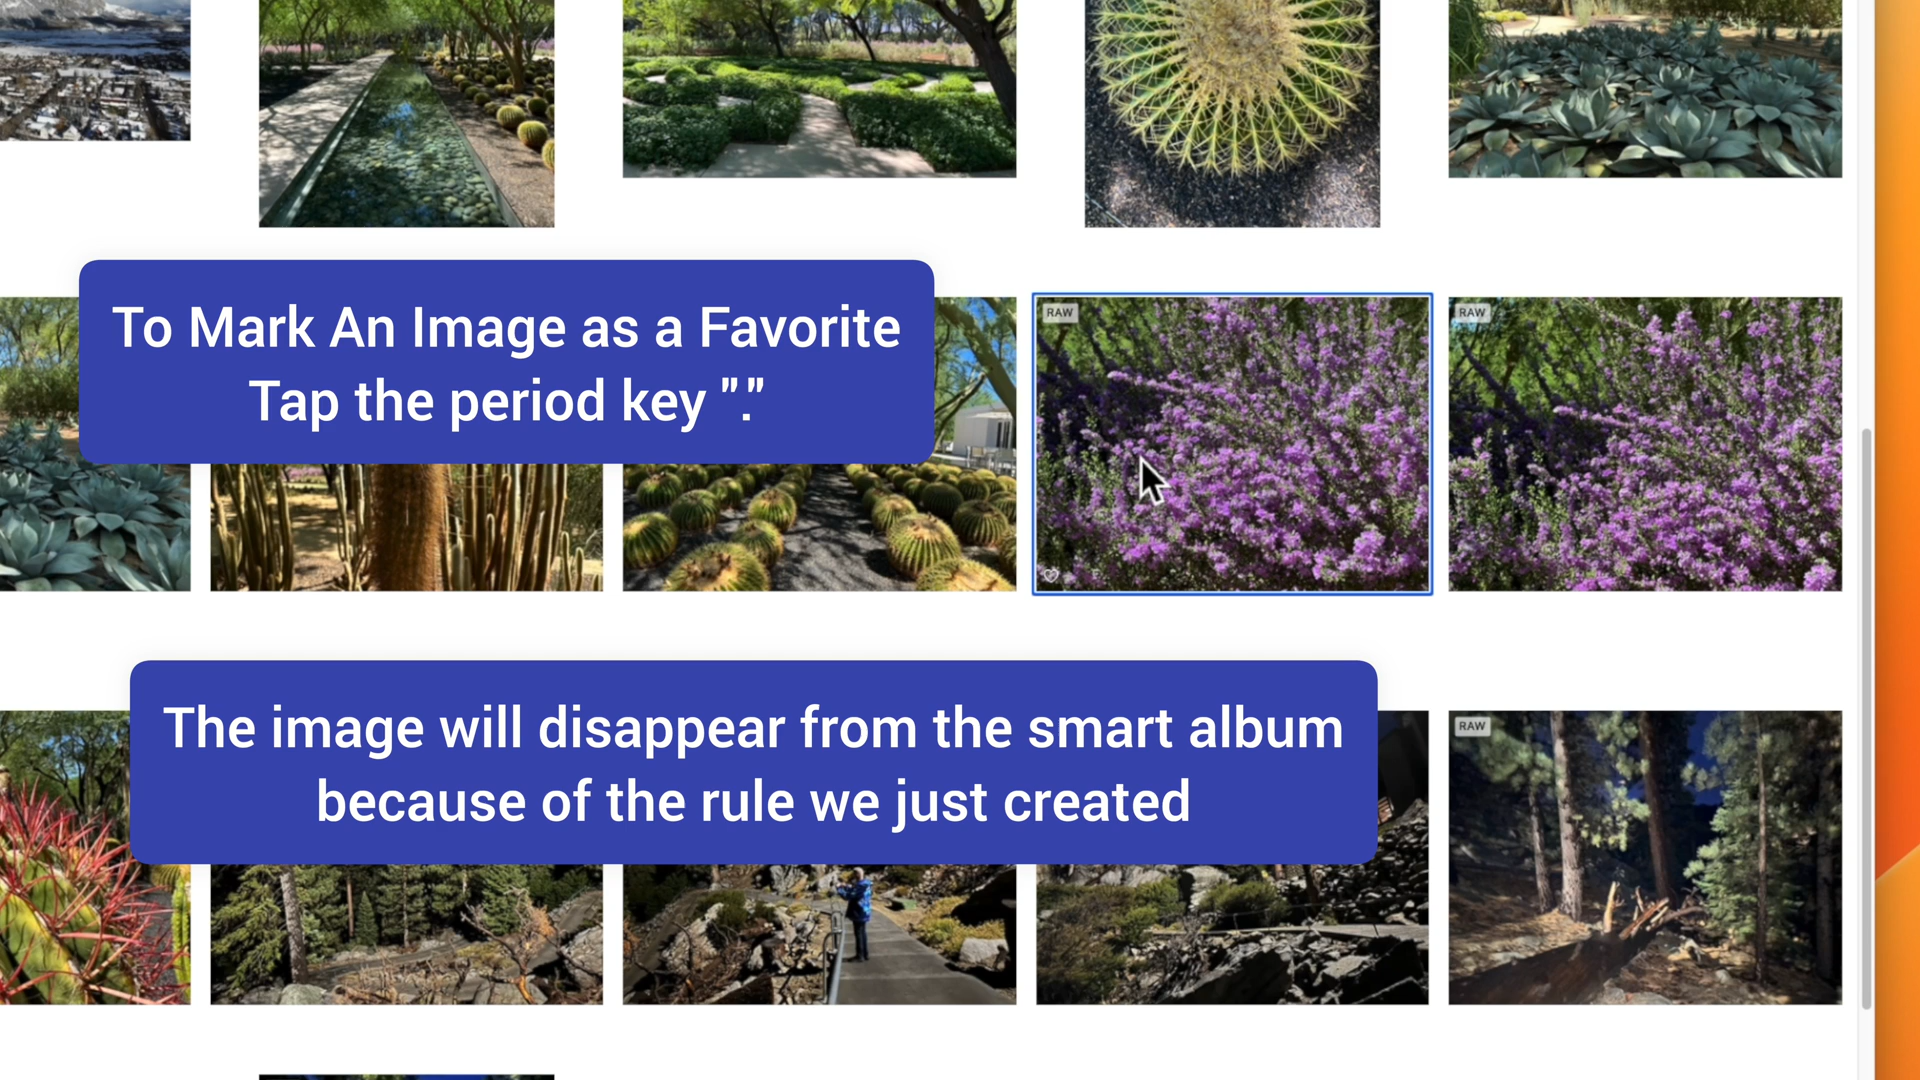 To Mark An Image as a Favorite
Tap the period key "."
RAW
RAW
The image will disappear from the smart album
because of the rule we just created
RAW